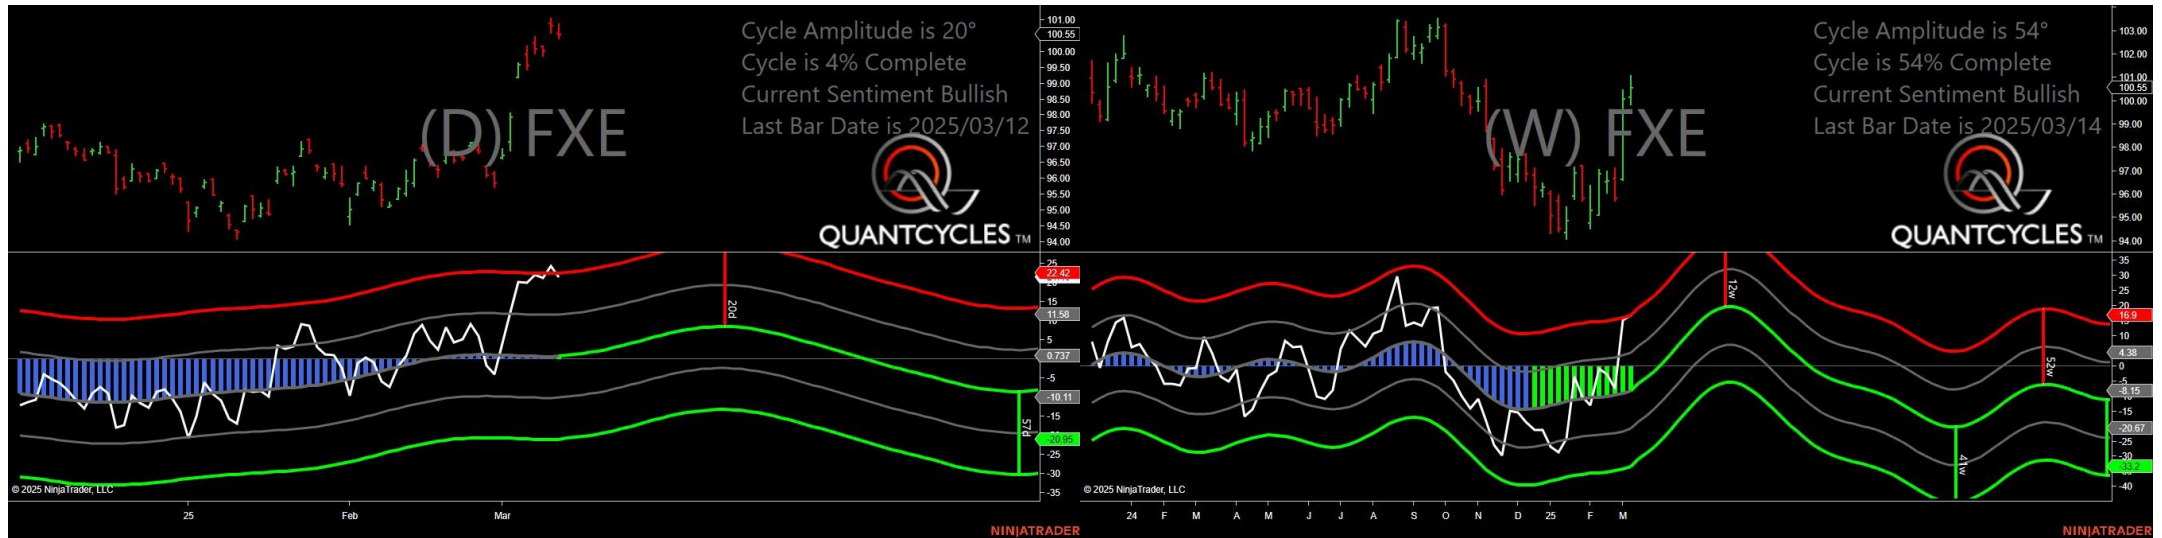 Cycle Amplitude is 20°
Cycle is 4% Complete
Current Sentiment Bullish
Last Bar Date is 2025/03/12
(D) FXE
QUANTCYCLES TM
101.00
100.55
100.00
99.50
99.00
98.50
98.00
97.50
97.00
96.50
96.00
95.50
95.00
94.50
94.00
20d
57d
25
22.42
15
11.58
5
0.737
-5
-10.11
-15
-20.95
-25
-30
-35
© 2025 NinjaTrader, LLC
25
Feb
Mar
NINJATRADER
Cycle Amplitude is 54°
Cycle is 54% Complete
Current Sentiment Bullish
Last Bar Date is 2025/03/14
(W) FXE
QUANTCYCLES TM
103.00
102.00
101.00
100.55
100.00
99.00
98.00
97.00
96.00
95.00
94.00
12w
41w
52w
35
30
25
20
16.9
10
4.38
0
-5
-8.15
-15
-20.67
-25
-30
-33.2
-40
© 2025 NinjaTrader, LLC
24
F
M
A
M
J
J
A
S
O
N
D
25
F
M
NINJATRADER